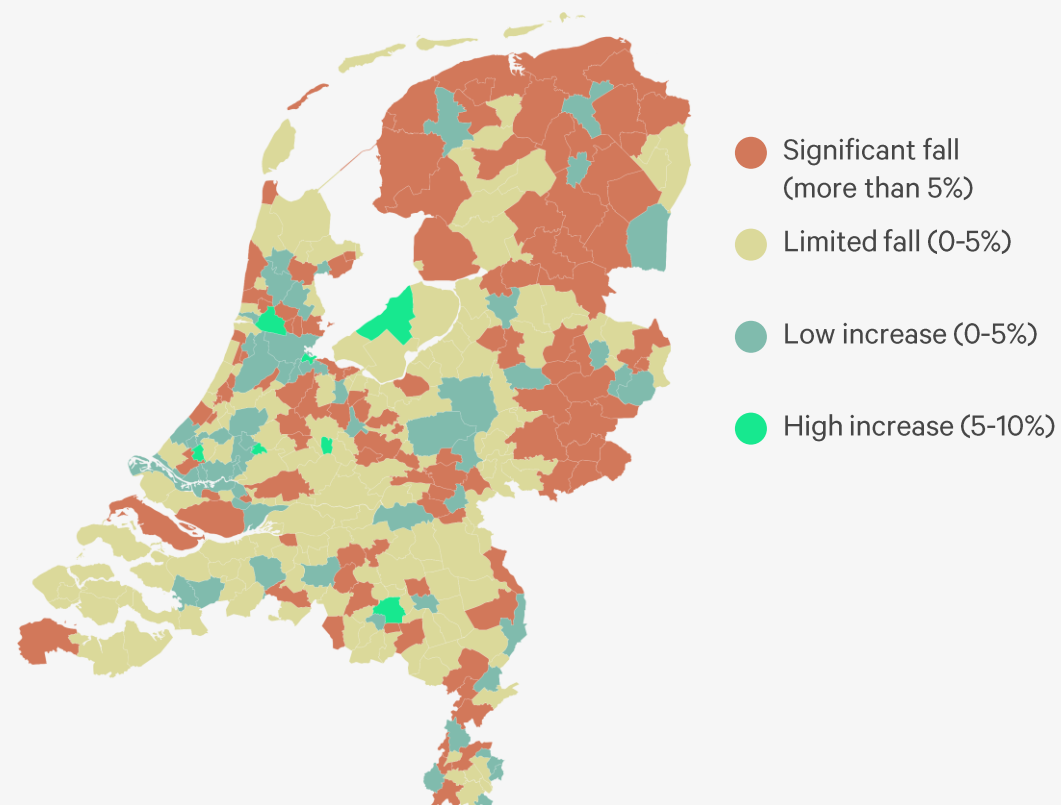 Significant fall
(more than 5%)
Limited fall (0-5%)
Low increase (0-5%)
High increase (5-10%)